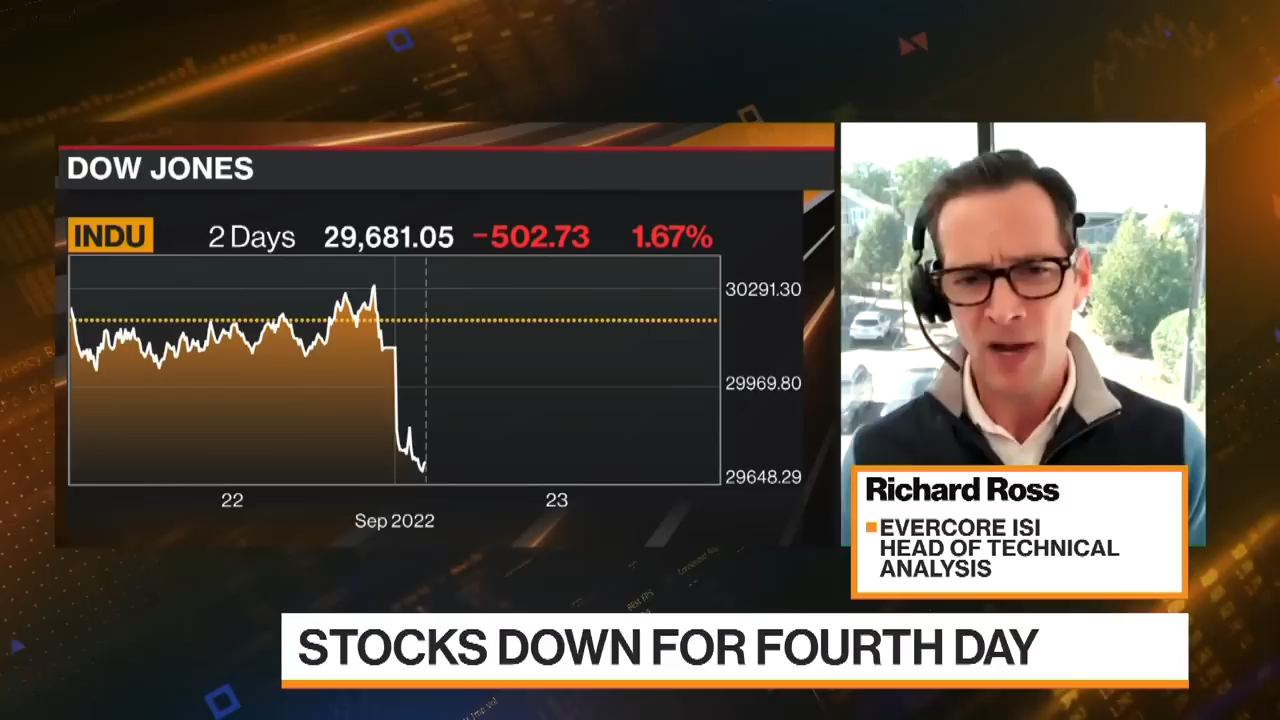 DOW JONES
INDU 2 Days 29,681.05 -502.73 1.67%
30291.30
29969.80
29648.29
22 23
Sep 2022
Richard Ross
EVERCORE ISI
HEAD OF TECHNICAL
ANALYSIS
STOCKS DOWN FOR FOURTH DAY